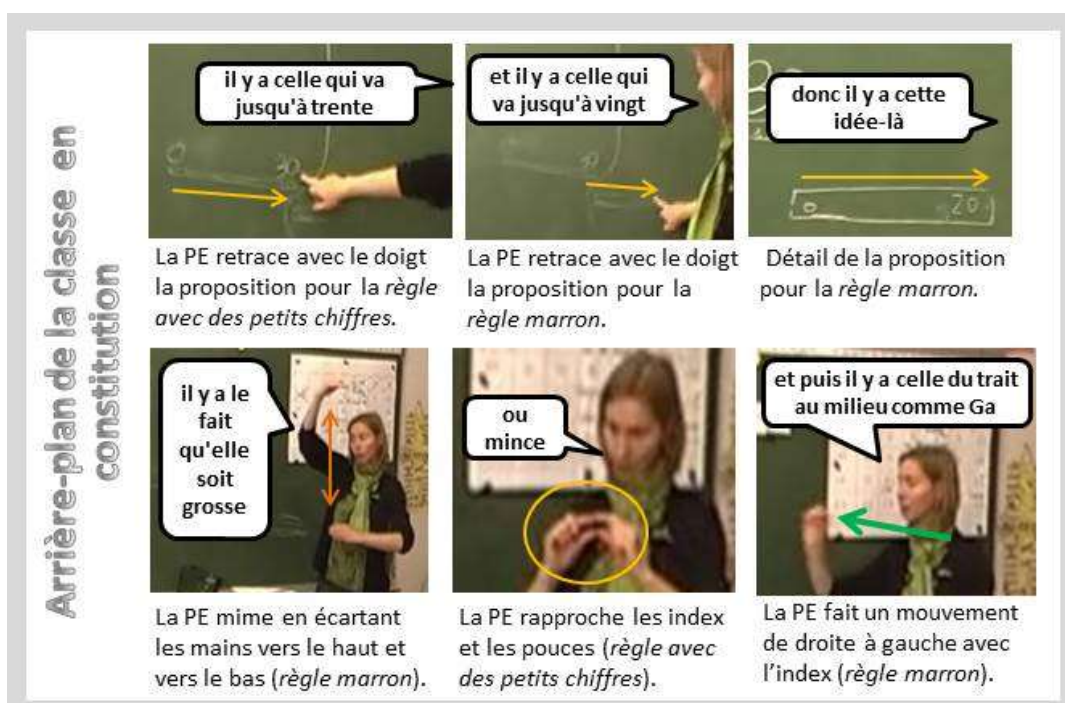 Arrière-plan de la classe en
constitution
il y a celle qui va
jusqu'à trente
0
30
La PE retrace avec le doigt
la proposition pour la règle
avec des petits chiffres.
et il y a celle qui
va jusqu'à vingt
La PE retrace avec le doigt
la proposition pour la
règle marron.
donc il y a cette
idée-là
0 20
Détail de la proposition
pour la règle marron.
il y a le
fait
qu'elle
soit
grosse
La PE mime en écartant
les mains vers le haut et
vers le bas (règle marron).
ou
mince
La PE rapproche les index
et les pouces (règle avec
des petits chiffres).
et puis il y a celle du trait
au milieu comme Ga
La PE fait un mouvement
de droite à gauche avec
l'index (règle marron).